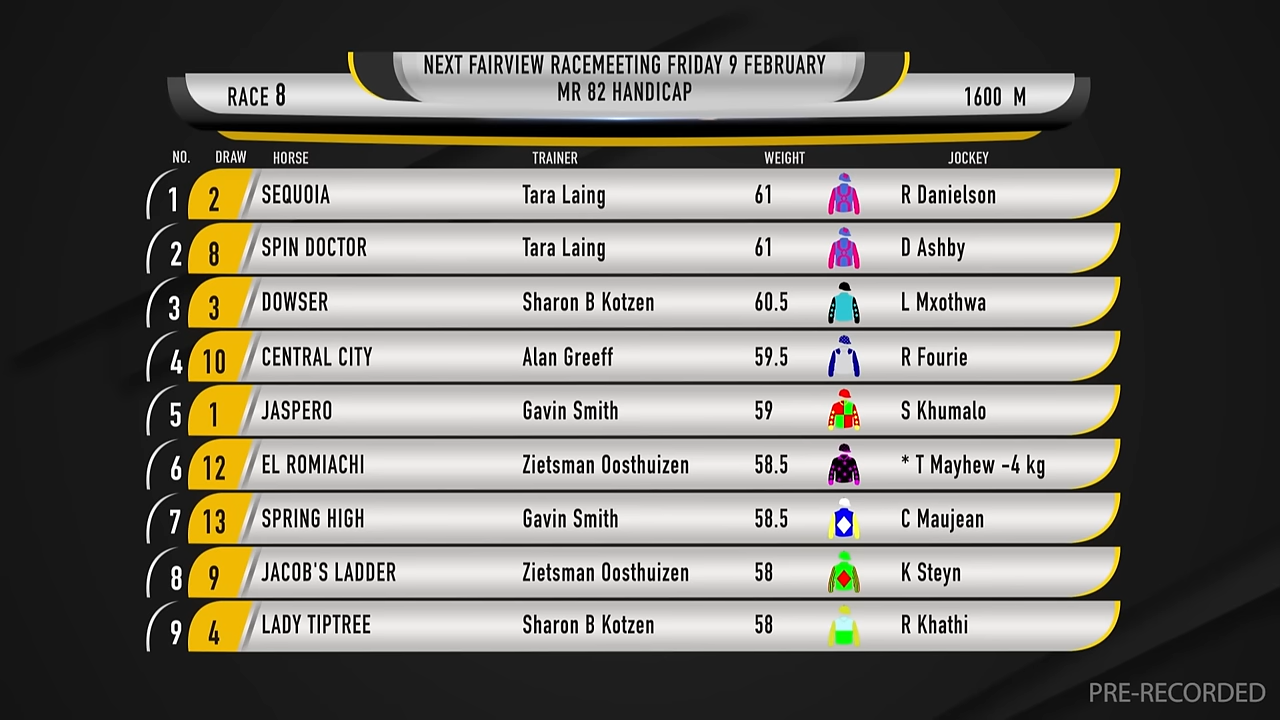 NEXT FAIRVIEW RACEMEETING FRIDAY 9 FEBRUARY
RACE 8 MR 82 HANDICAP 1600 M
NO. DRAW HORSE TRAINER WEIGHT JOCKEY
1 2 SEQUOIA Tara Laing 61 R Danielson
2 8 SPIN DOCTOR Tara Laing 61 D Ashby
3 3 DOWSER Sharon B Kotzen 60.5 L Mxothwa
4 10 CENTRAL CITY Alan Greeff 59.5 R Fourie
5 1 JASPERO Gavin Smith 59 S Khumalo
6 12 EL ROMIACHI Zietsman Oosthuizen 58.5 * T Mayhew -4 kg
7 13 SPRING HIGH Gavin Smith 58.5 C Maujean
8 9 JACOB'S LADDER Zietsman Oosthuizen 58 K Steyn
9 4 LADY TIPTREE Sharon B Kotzen 58 R Khathi
PRE-RECORDED